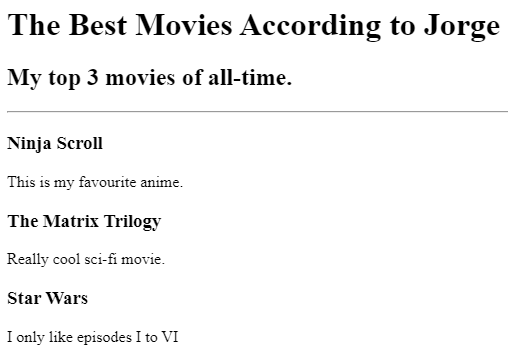 The Best Movies According to Jorge
My top 3 movies of all-time.
Ninja Scroll
This is my favourite anime.
The Matrix Trilogy
Really cool sci-fi movie.
Star Wars
I only like episodes I to VI